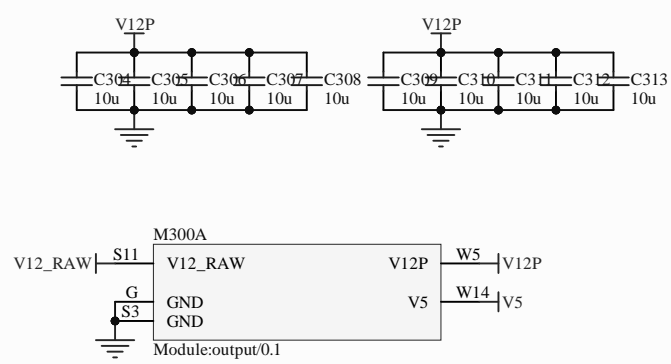 V12P V12P
C304 C305 C306 C307 C308 C309 C310 C311 C312 C313
10u 10u 10u 10u 10u 10u 10u 10u 10u 10u
M300A
V12_RAW S11 V12_RAW V12P W5 V12P
G GND V5 W14 V5
S3 GND
Module:output/0.1